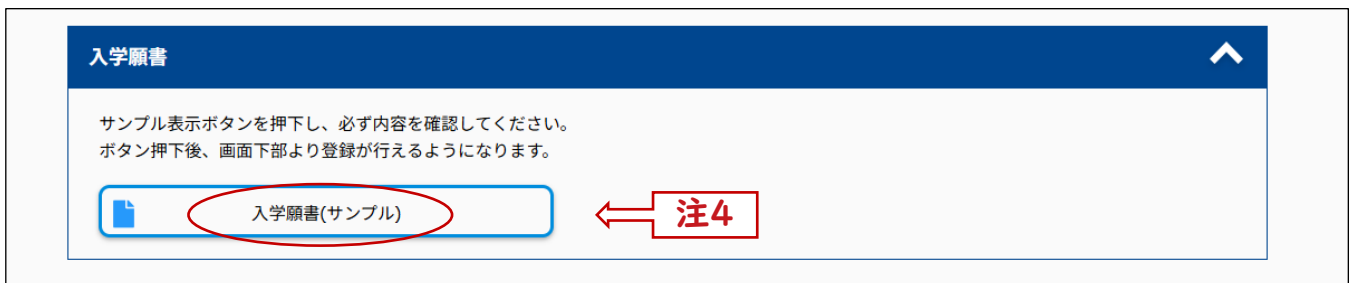 入学願書
サンプル表示ボタンを押下し、必ず内容を確認してください。
ボタン押下後、画面下部より登録が行えるようになります。
入学願書(サンプル)
注4